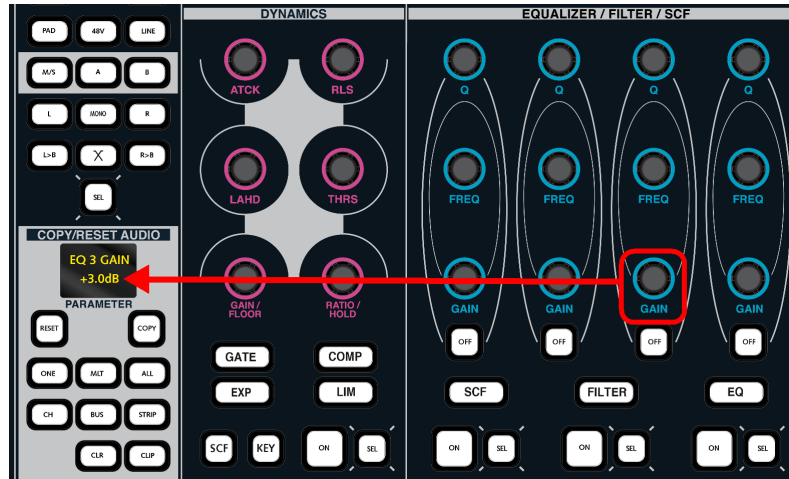 DYNAMICS
EQUALIZER / FILTER / SCF
PAD 48V LINE
M/S A B
L MONO R
L>B X R>B
SEL
COPY/RESET AUDIO
EQ 3 GAIN
+3.0dB
PARAMETER
RESET COPY
ONE MLT ALL
CH BUS STRIP
CLR CLIP
ATCK RLS
LAHD THRS
GAIN / RATIO /
FLOOR HOLD
GATE COMP
EXP LIM
SCF KEY ON SEL
Q Q Q Q
FREQ FREQ FREQ FREQ
GAIN GAIN GAIN GAIN
OFF OFF OFF OFF
SCF FILTER EQ
ON SEL ON SEL ON SEL